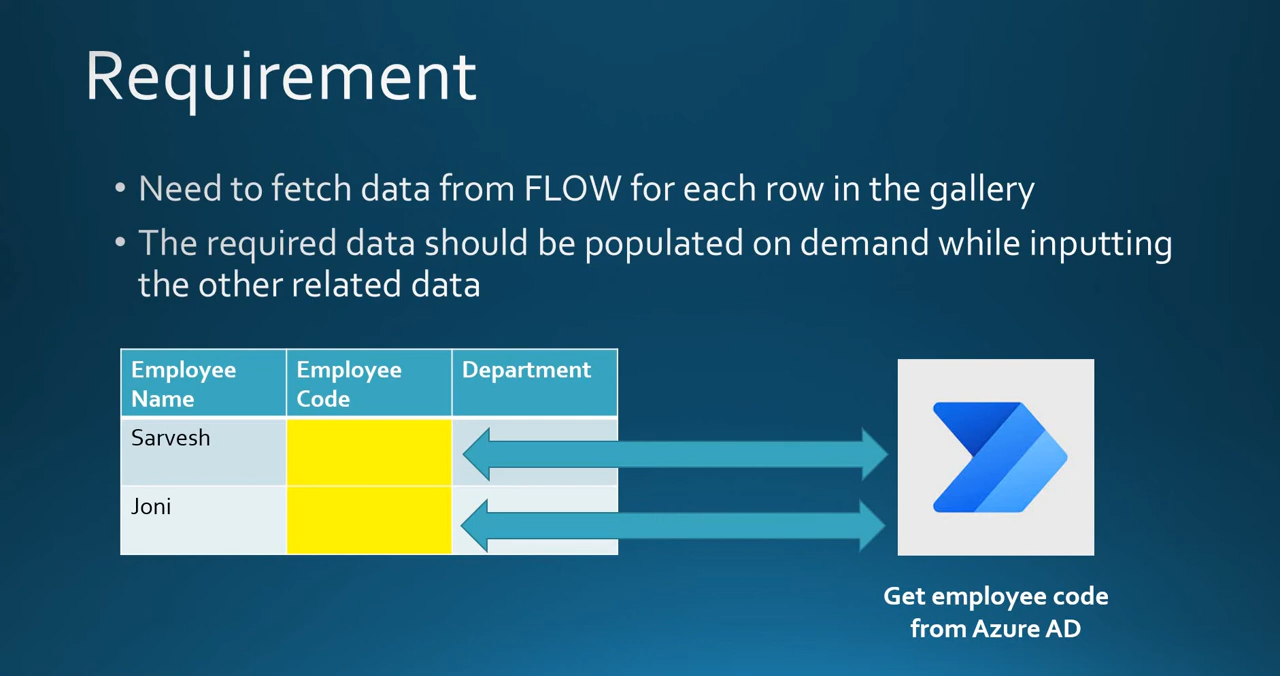 Requirement
• Need to fetch data from FLOW for each row in the gallery
• The required data should be populated on demand while inputting
the other related data
Employee Name
Employee Code
Department
Sarvesh
Joni
Get employee code
from Azure AD